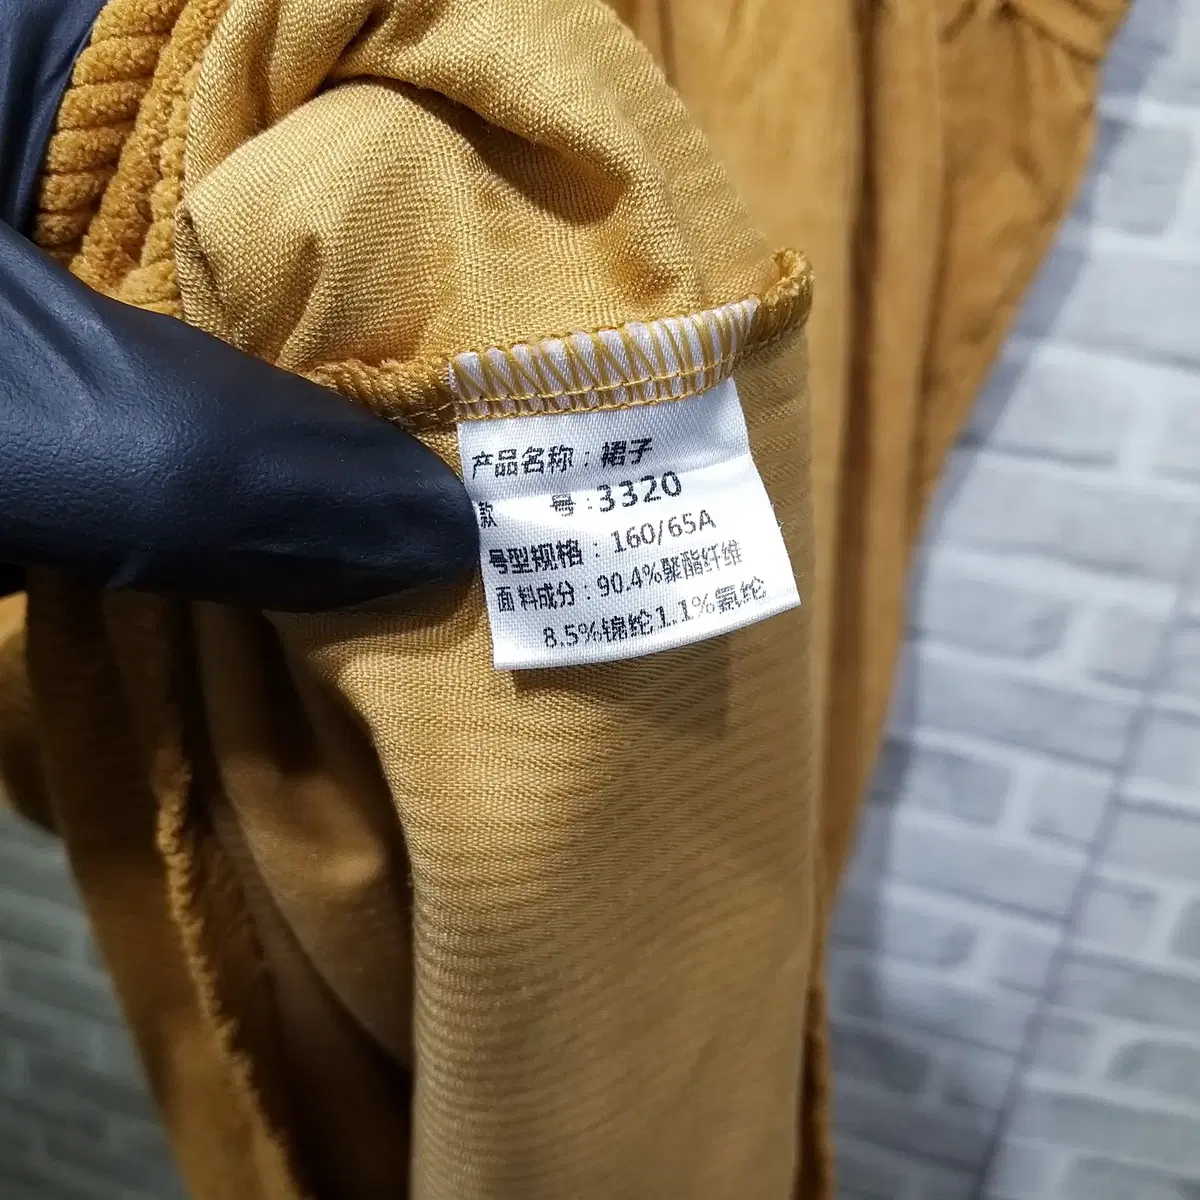 产品名称：裙子
款 号：3320
号型规格：160/65A
面料成分：90.4%聚酯纤维
8.5%锦纶1.1%氨纶